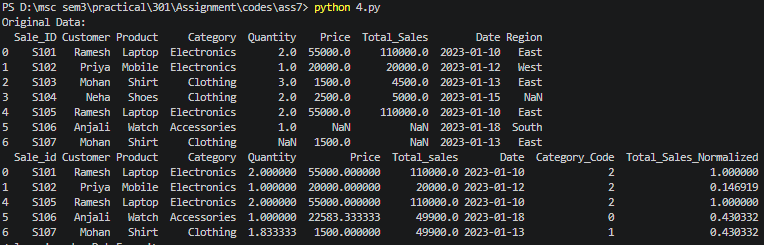 PS D:\msc sem3\practical\301\Assignment\codes\ass7> python 4.py
Original Data:
Sale_ID Customer Product Category Quantity Price Total_Sales Date Region
0 S101 Ramesh Laptop Electronics 2.0 55000.0 110000.0 2023-01-10 East
1 S102 Priya Mobile Electronics 1.0 20000.0 20000.0 2023-01-12 West
2 S103 Mohan Shirt Clothing 3.0 1500.0 4500.0 2023-01-13 East
3 S104 Neha Shoes Clothing 2.0 2500.0 5000.0 2023-01-15 NaN
4 S105 Ramesh Laptop Electronics 2.0 55000.0 110000.0 2023-01-10 East
5 S106 Anjali Watch Accessories 1.0 NaN NaN 2023-01-18 South
6 S107 Mohan Shirt Clothing NaN 1500.0 NaN 2023-01-13 East
Sale_id Customer Product Category Quantity Price Total_sales Date Category_Code Total_Sales_Normalized
0 S101 Ramesh Laptop Electronics 2.000000 55000.000000 110000.0 2023-01-10 2 1.000000
1 S102 Priya Mobile Electronics 1.000000 20000.000000 20000.0 2023-01-12 2 0.146919
4 S105 Ramesh Laptop Electronics 2.000000 55000.000000 110000.0 2023-01-10 2 1.000000
5 S106 Anjali Watch Accessories 1.000000 22583.333333 49900.0 2023-01-18 0 0.430332
6 S107 Mohan Shirt Clothing 1.833333 1500.000000 49900.0 2023-01-13 1 0.430332